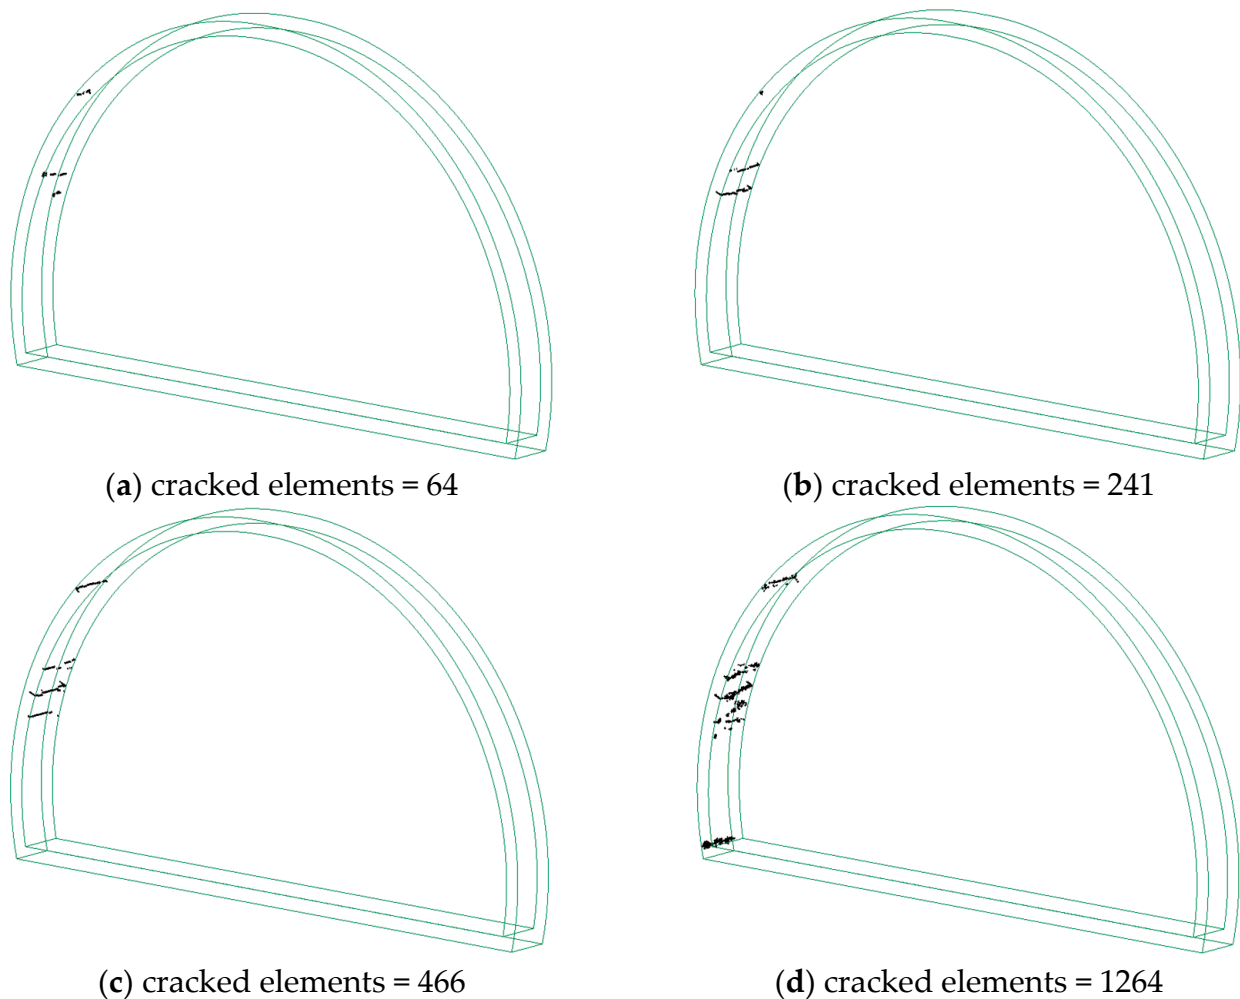 (a) cracked elements = 64
(b) cracked elements = 241
(c) cracked elements = 466
(d) cracked elements = 1264